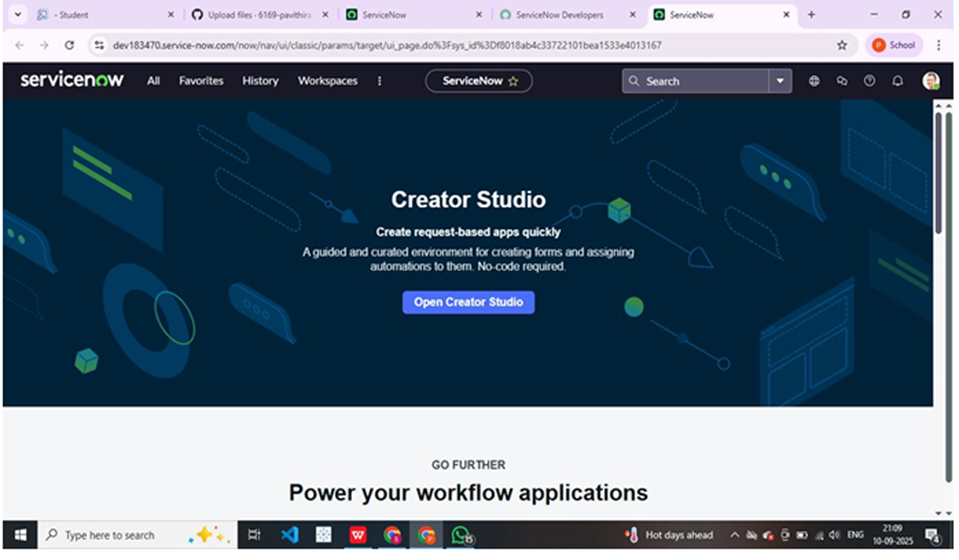 - Student
Upload files - 6169-pavithira
ServiceNow
ServiceNow Developers
ServiceNow
dev183470.service-now.com/now/nav/ui/classic/params/target/ui_page.do%3Fsys_id%3Df8018ab4c33722101bea1533e4013167
P School
servicenow All Favorites History Workspaces ServiceNow Search
Creator Studio
Create request-based apps quickly
A guided and curated environment for creating forms and assigning
automations to them. No-code required.
Open Creator Studio
GO FURTHER
Power your workflow applications
Type here to search
W
S
P
15
Hot days ahead
ENG
21:09
10-09-2025
4